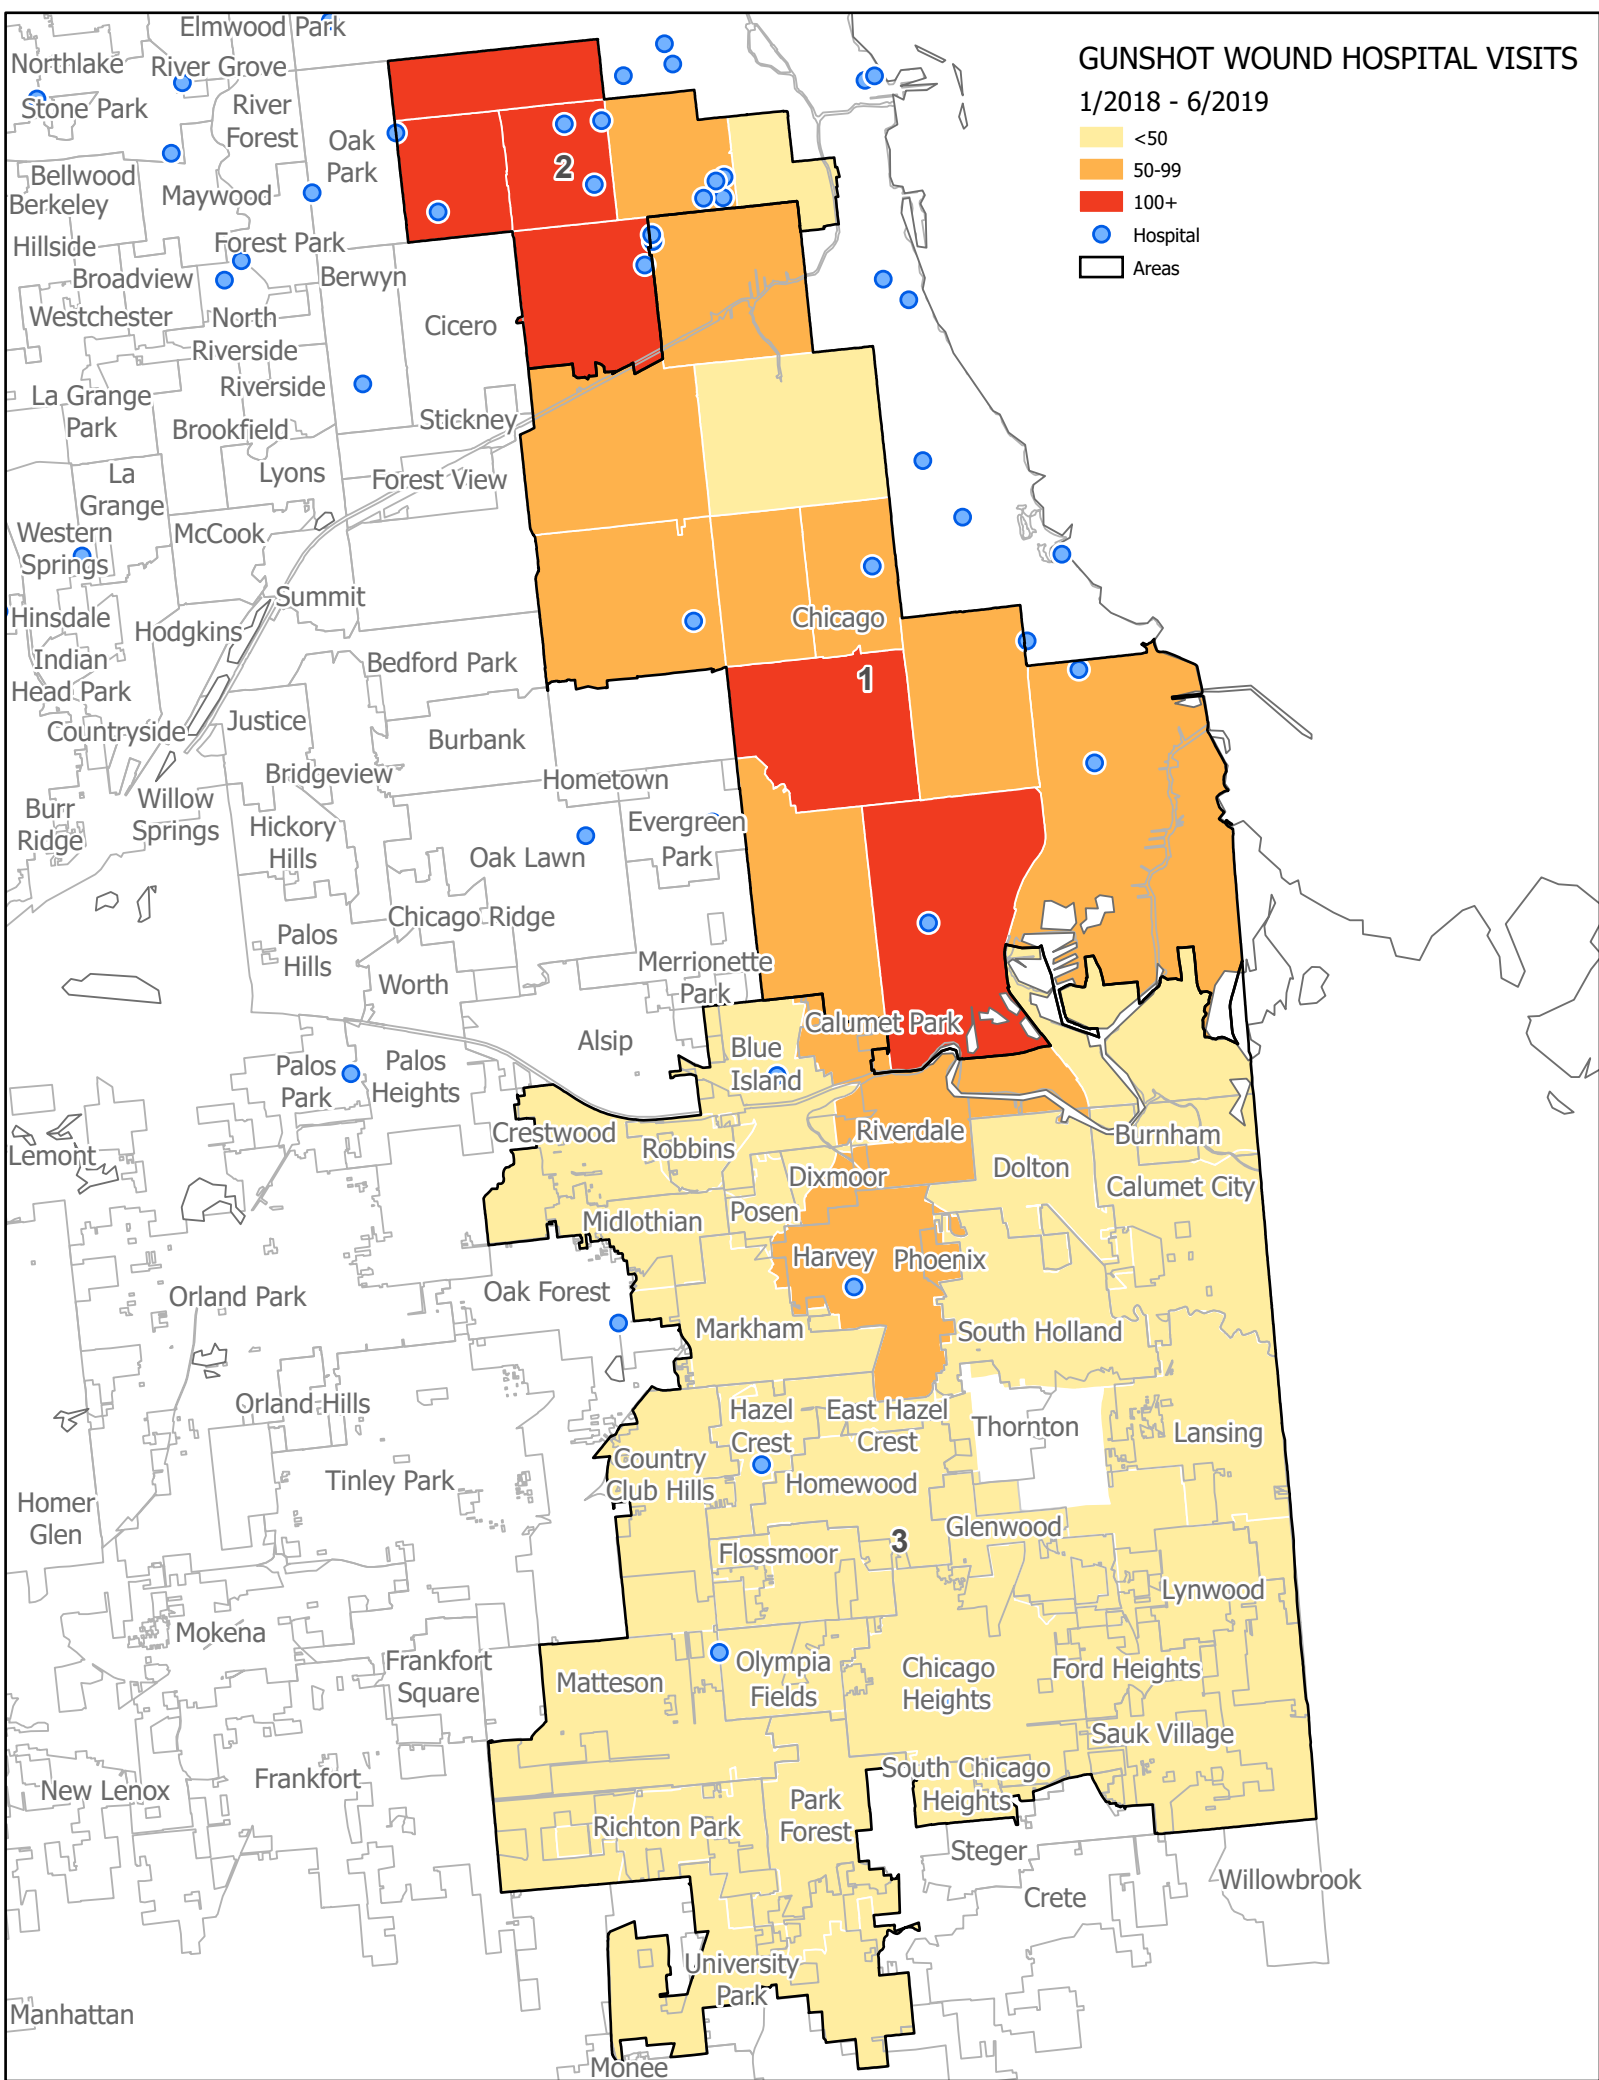 GUNSHOT WOUND HOSPITAL VISITS
1/2018 - 6/2019
<50
50-99
100+
Hospital
Areas
Elmwood Park
Northlake
River Grove
Stone Park
River
Forest
Oak
Park
2
Bellwood
Berkeley
Maywood
Hillside
Forest Park
Broadview
Berwyn
Westchester
North
Riverside
Cicero
Riverside
La Grange
Park
Brookfield
Stickney
La
Grange
Lyons
Forest View
Western
Springs
McCook
Summit
Hinsdale
Hodgkins
Chicago
Indian
Head Park
Bedford Park
1
Countryside
Justice
Burbank
Bridgeview
Hometown
Burr
Ridge
Willow
Springs
Hickory
Hills
Evergreen
Park
Oak Lawn
Chicago Ridge
Palos
Hills
Worth
Merrionette
Park
Calumet Park
Alsip
Blue
Island
Palos
Park
Palos
Heights
Crestwood
Robbins
Riverdale
Burnham
Lemont
Dixmoor
Dolton
Calumet City
Midlothian
Posen
Harvey
Phoenix
Orland Park
Oak Forest
Markham
South Holland
Orland Hills
Hazel
Crest
East Hazel
Crest
Thornton
Lansing
Country
Club Hills
Tinley Park
Homewood
Homer
Glen
Flossmoor
3
Glenwood
Lynwood
Mokena
Frankfort
Square
Matteson
Olympia
Fields
Chicago
Heights
Ford Heights
Sauk Village
New Lenox
Frankfort
South Chicago
Heights
Richton Park
Park
Forest
Steger
Willowbrook
Crete
University
Park
Manhattan
Monee